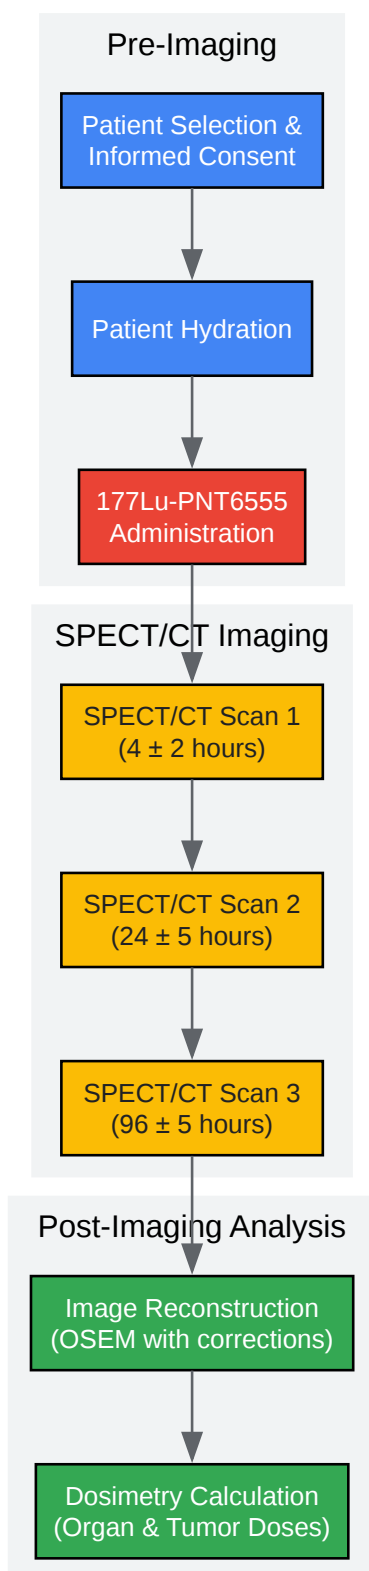 Pre-Imaging
Patient Selection &
Informed Consent
Patient Hydration
177Lu-PNT6555
Administration
SPECT/CT Imaging
SPECT/CT Scan 1
(4 ± 2 hours)
SPECT/CT Scan 2
(24 ± 5 hours)
SPECT/CT Scan 3
(96 ± 5 hours)
Post-Imaging Analysis
Image Reconstruction
(OSEM with corrections)
Dosimetry Calculation
(Organ & Tumor Doses)